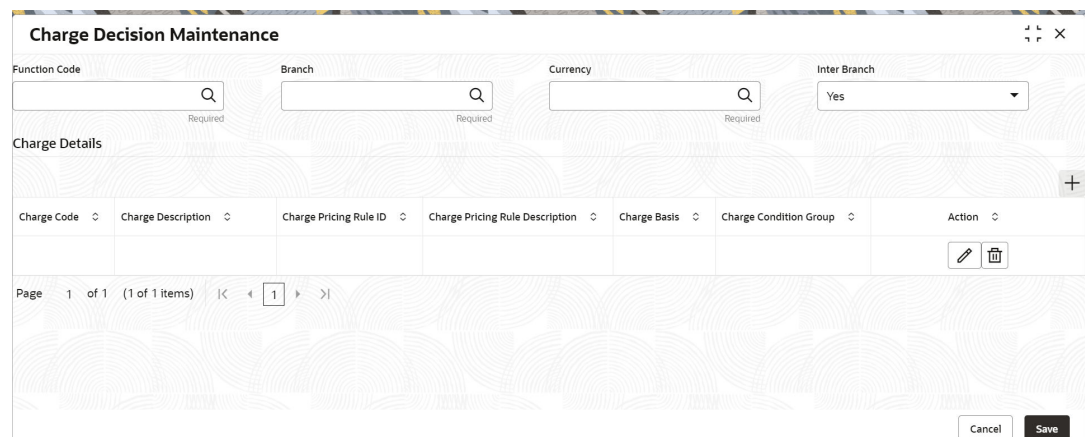 Charge Decision Maintenance
Function Code Branch Currency Inter Branch
Yes
Required Required Required
Charge Details
Charge Code Charge Description Charge Pricing Rule ID Charge Pricing Rule Description Charge Basis Charge Condition Group Action
Page 1 of 1 (1 of 1 items) 1
Cancel Save